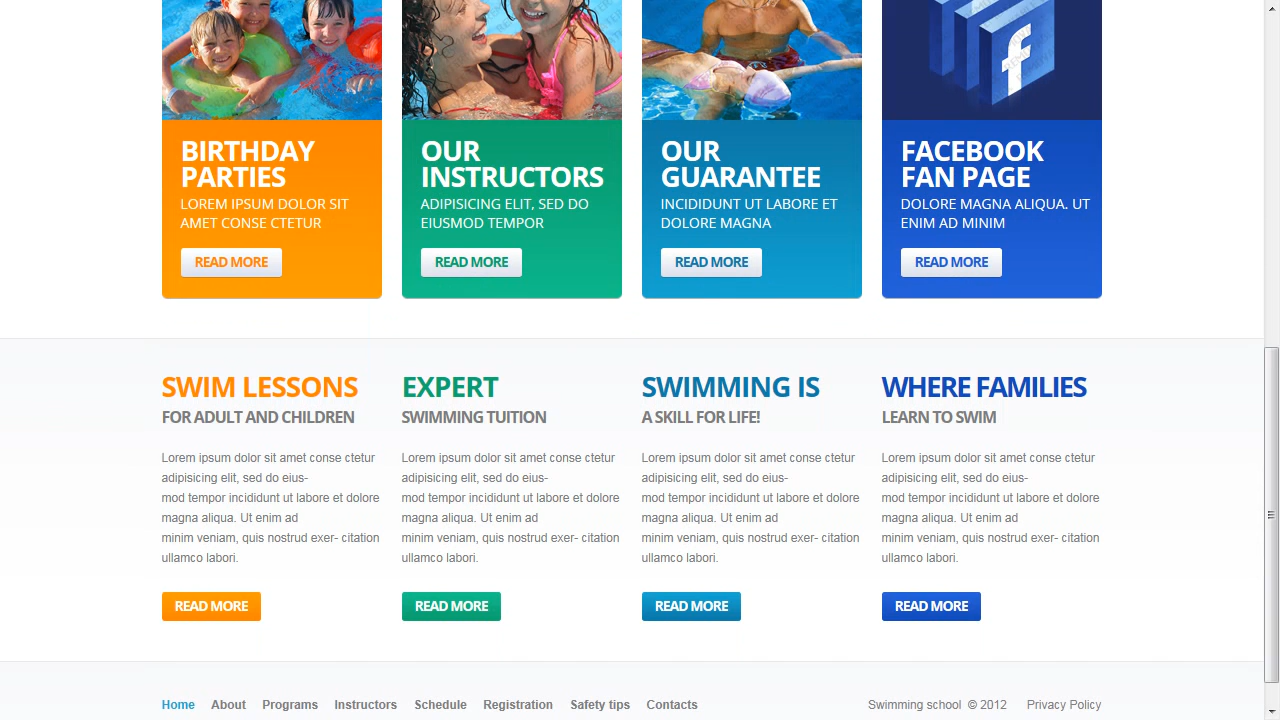 BIRTHDAY
PARTIES
LOREM IPSUM DOLOR SIT
AMET CONSE CTETUR
READ MORE
OUR
INSTRUCTORS
ADIPISICING ELIT, SED DO
EIUSMOD TEMPOR
READ MORE
OUR
GUARANTEE
INCIDIDUNT UT LABORE ET
DOLORE MAGNA
READ MORE
FACEBOOK
FAN PAGE
DOLORE MAGNA ALIQUA. UT
ENIM AD MINIM
READ MORE
SWIM LESSONS
FOR ADULT AND CHILDREN
Lorem ipsum dolor sit amet conse ctetur
adipisicing elit, sed do eius-
mod tempor incididunt ut labore et dolore
magna aliqua. Ut enim ad
minim veniam, quis nostrud exer- citation
ullamco labori.
READ MORE
EXPERT
SWIMMING TUITION
Lorem ipsum dolor sit amet conse ctetur
adipisicing elit, sed do eius-
mod tempor incididunt ut labore et dolore
magna aliqua. Ut enim ad
minim veniam, quis nostrud exer- citation
ullamco labori.
READ MORE
SWIMMING IS
A SKILL FOR LIFE!
Lorem ipsum dolor sit amet conse ctetur
adipisicing elit, sed do eius-
mod tempor incididunt ut labore et dolore
magna aliqua. Ut enim ad
minim veniam, quis nostrud exer- citation
ullamco labori.
READ MORE
WHERE FAMILIES
LEARN TO SWIM
Lorem ipsum dolor sit amet conse ctetur
adipisicing elit, sed do eius-
mod tempor incididunt ut labore et dolore
magna aliqua. Ut enim ad
minim veniam, quis nostrud exer- citation
ullamco labori.
READ MORE
Home About Programs Instructors Schedule Registration Safety tips Contacts
Swimming school © 2012 Privacy Policy